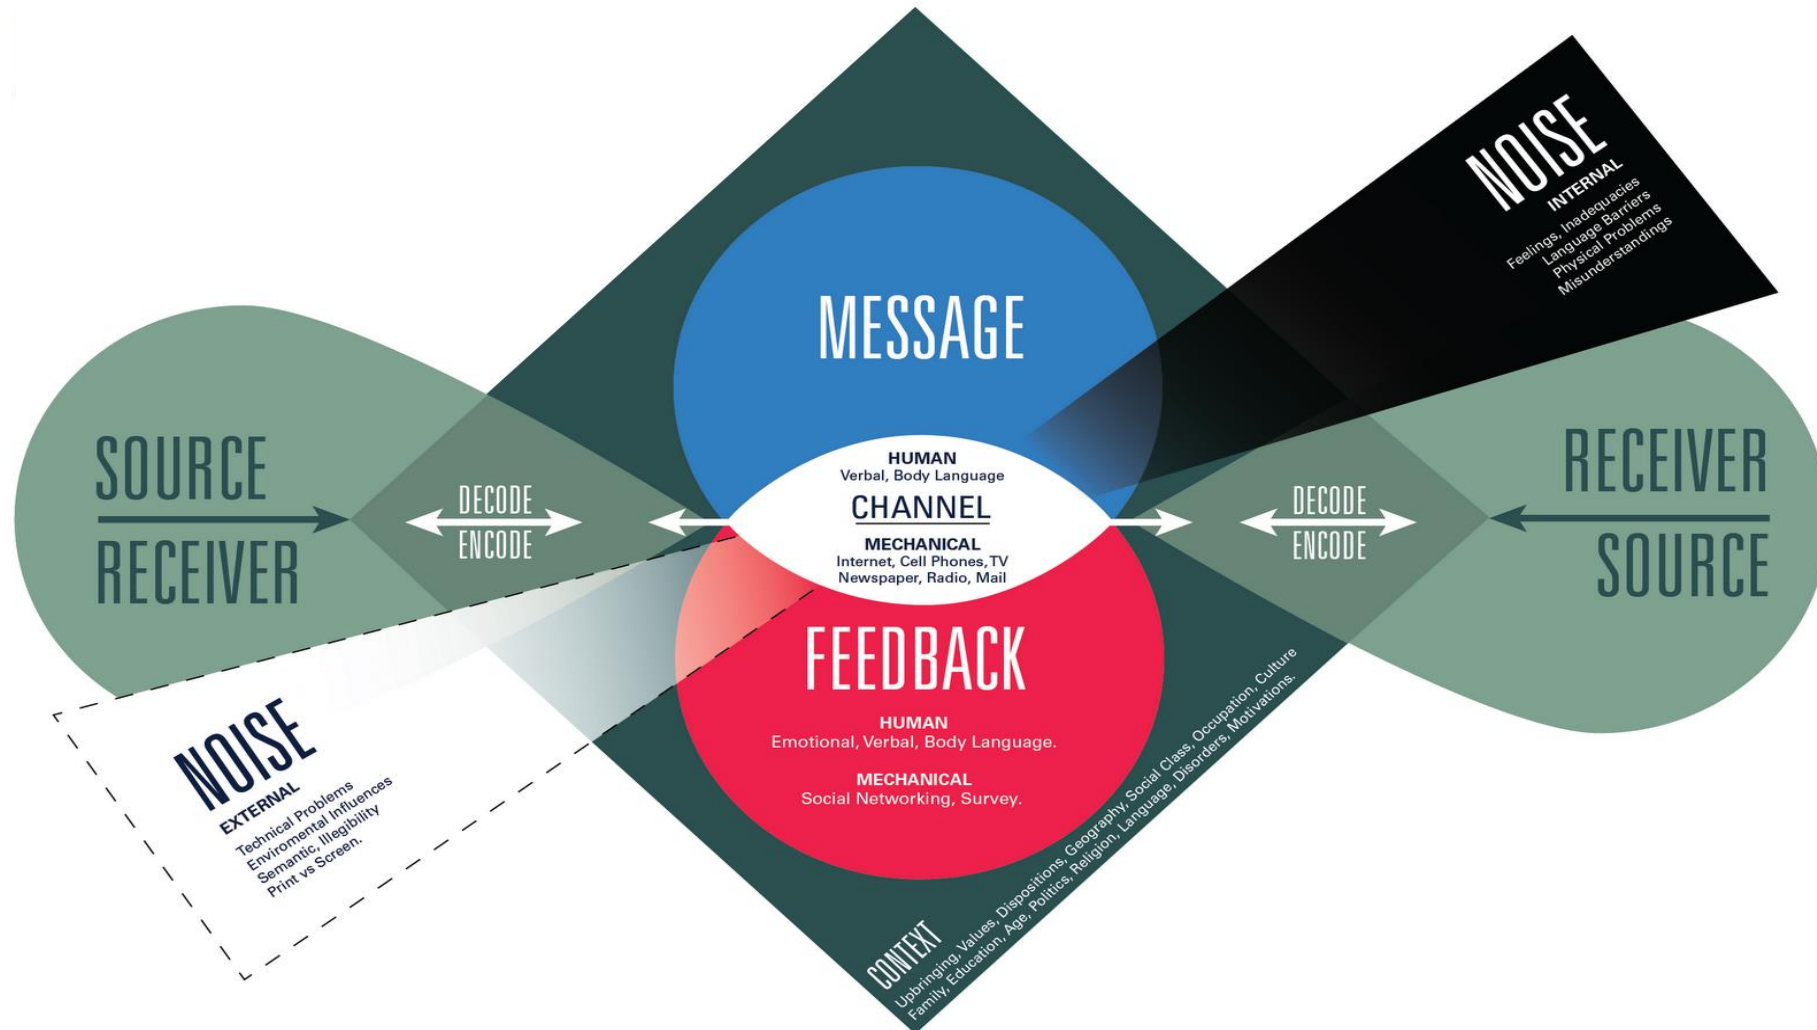 MESSAGE
NOISE
INTERNAL
Feelings, Inadequacies
Language Barriers
Physical Problems
Misunderstandings
SOURCE
RECEIVER
DECODE
ENCODE
HUMAN
Verbal, Body Language
CHANNEL
MECHANICAL
Internet, Cell Phones, TV
Newspaper, Radio, Mail
DECODE
ENCODE
RECEIVER
SOURCE
FEEDBACK
HUMAN
Emotional, Verbal, Body Language.
MECHANICAL
Social Networking, Survey.
NOISE
EXTERNAL
Technical Problems
Enviromental Influences
Semantic, Illegibility
Print vs Screen.
CONTEXT
Upbringing, Values, Dispositions, Geography, Social Class, Occupation, Culture
Family, Education, Age, Politics, Religion, Language, Disorders, Motivations.